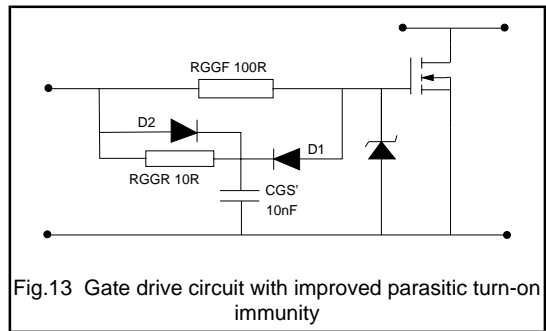 RGGF 100R
D2
D1
RGGR 10R
CGS'
10nF
Fig.13 Gate drive circuit with improved parasitic turn-on
immunity